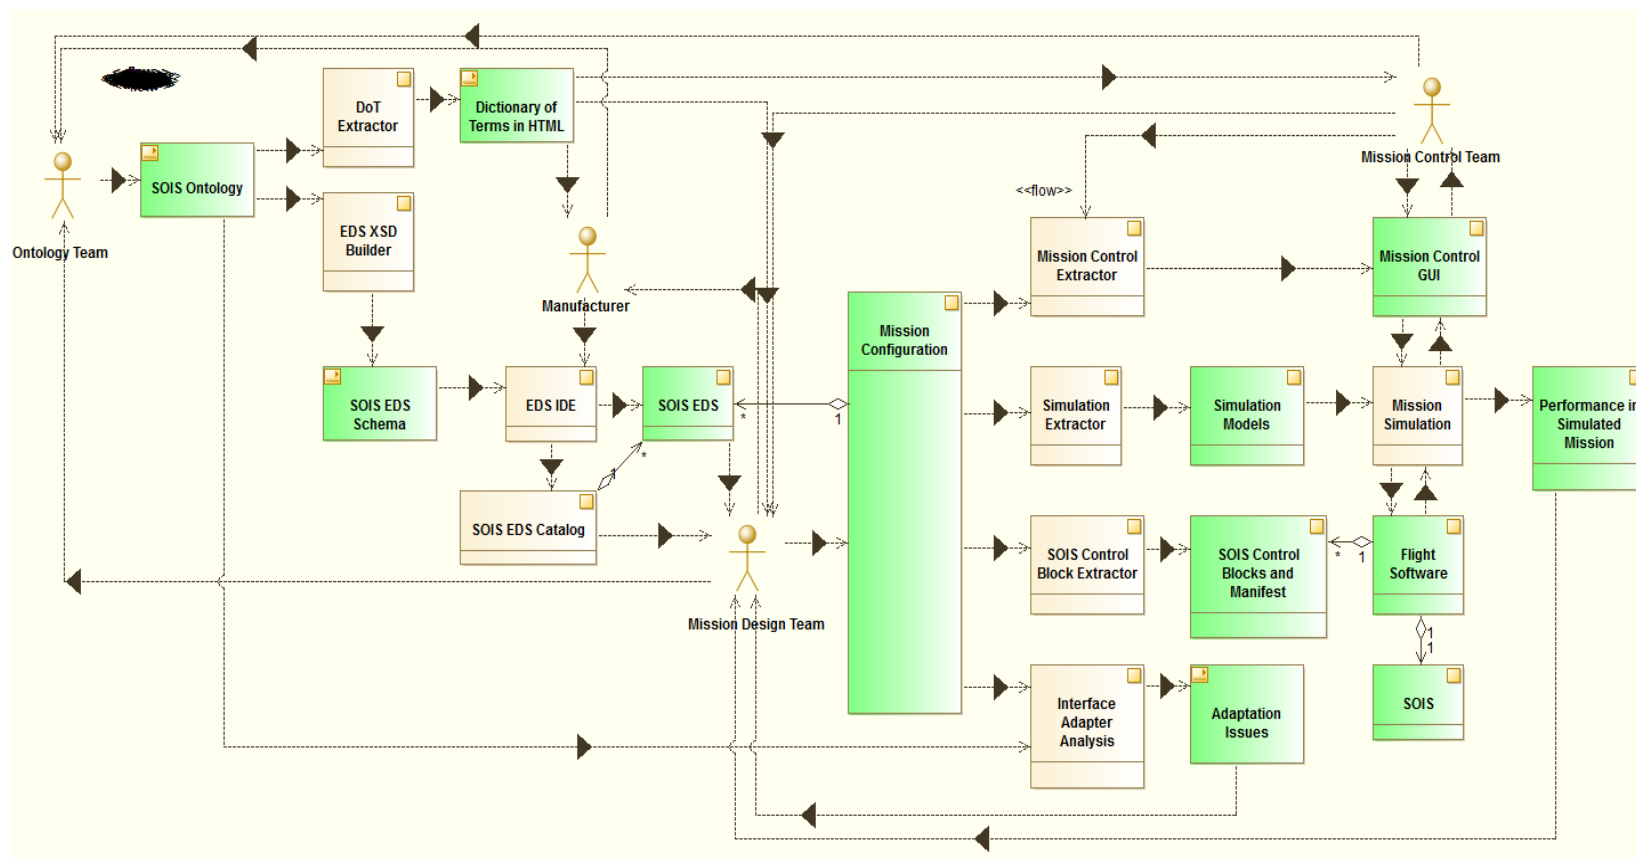 DoT
Extractor
Dictionary of
Terms in HTML
Mission Control Team
SOIS Ontology
<<flow>>
Ontology Team
EDS XSD
Builder
Manufacturer
Mission Control
Extractor
Mission Control
GUI
Mission
Configuration
SOIS EDS
Schema
EDS IDE
SOIS EDS
*
1
Simulation
Extractor
Simulation
Models
Mission
Simulation
Performance in
Simulated
Mission
1
*
SOIS EDS Catalog
SOIS Control
Block Extractor
SOIS Control
Blocks and
Manifest
*
1
Flight
Software
Mission Design Team
1
1
Interface
Adapter
Analysis
Adaptation
Issues
SOIS